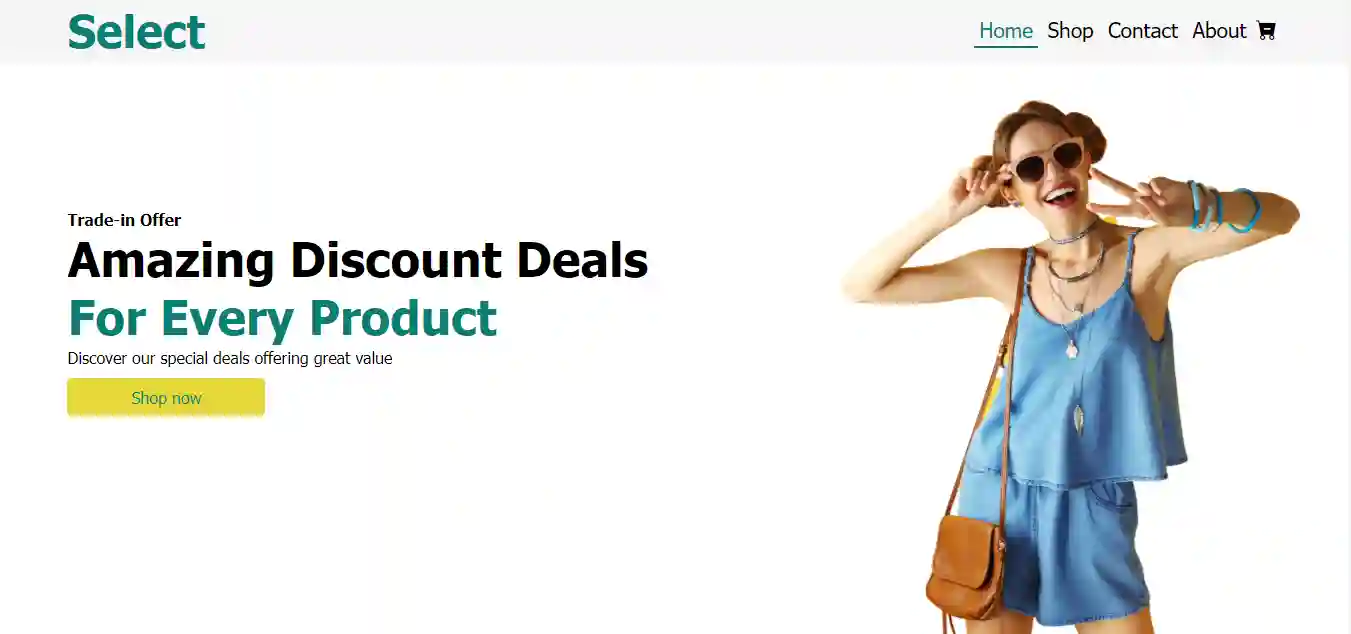 Select
Home Shop Contact About
Trade-in Offer
Amazing Discount Deals
For Every Product
Discover our special deals offering great value
Shop now